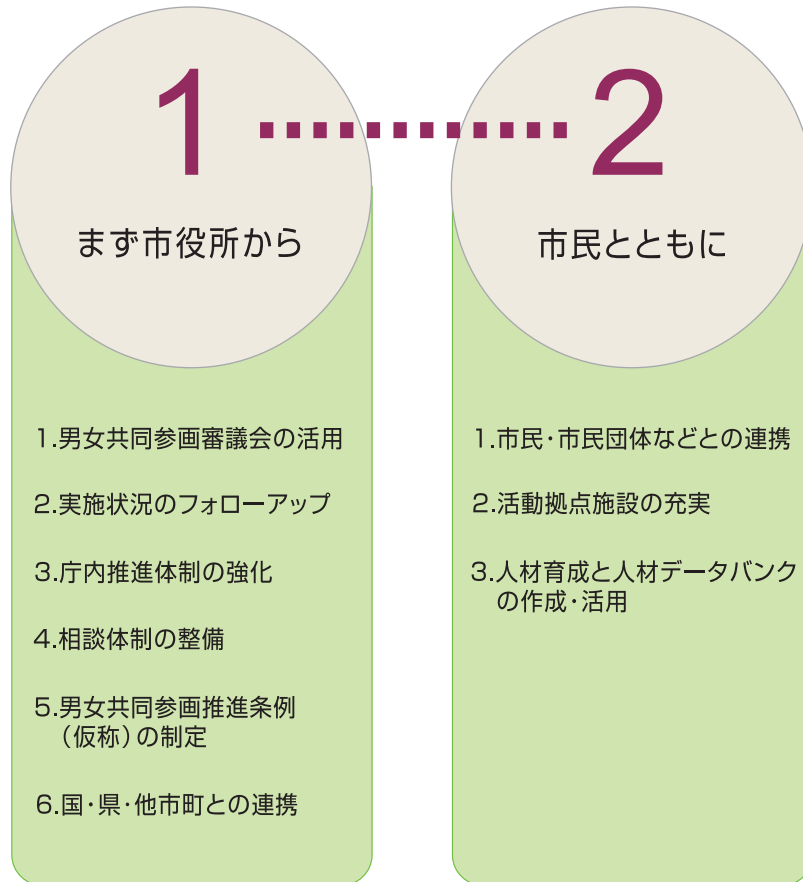 1
まず市役所から
1.男女共同参画審議会の活用
2.実施状況のフォローアップ
3.庁内推進体制の強化
4.相談体制の整備
5.男女共同参画推進条例
（仮称）の制定
6.国・県・他市町との連携
2
市民とともに
1.市民・市民団体などとの連携
2.活動拠点施設の充実
3.人材育成と人材データバンク
の作成・活用